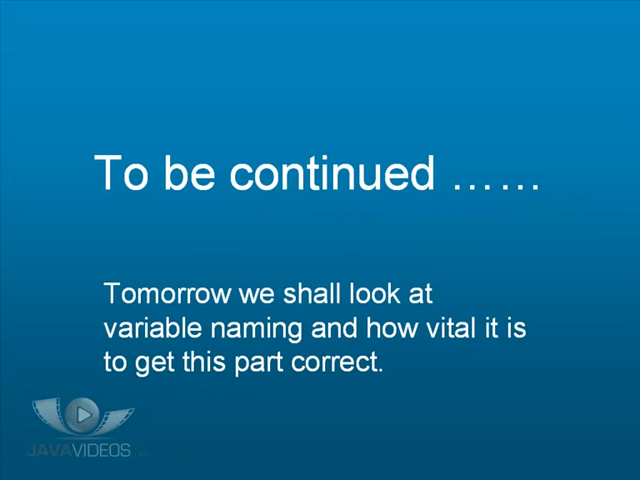 To be continued ……
Tomorrow we shall look at
variable naming and how vital it is
to get this part correct.
JAVAVIDEOS